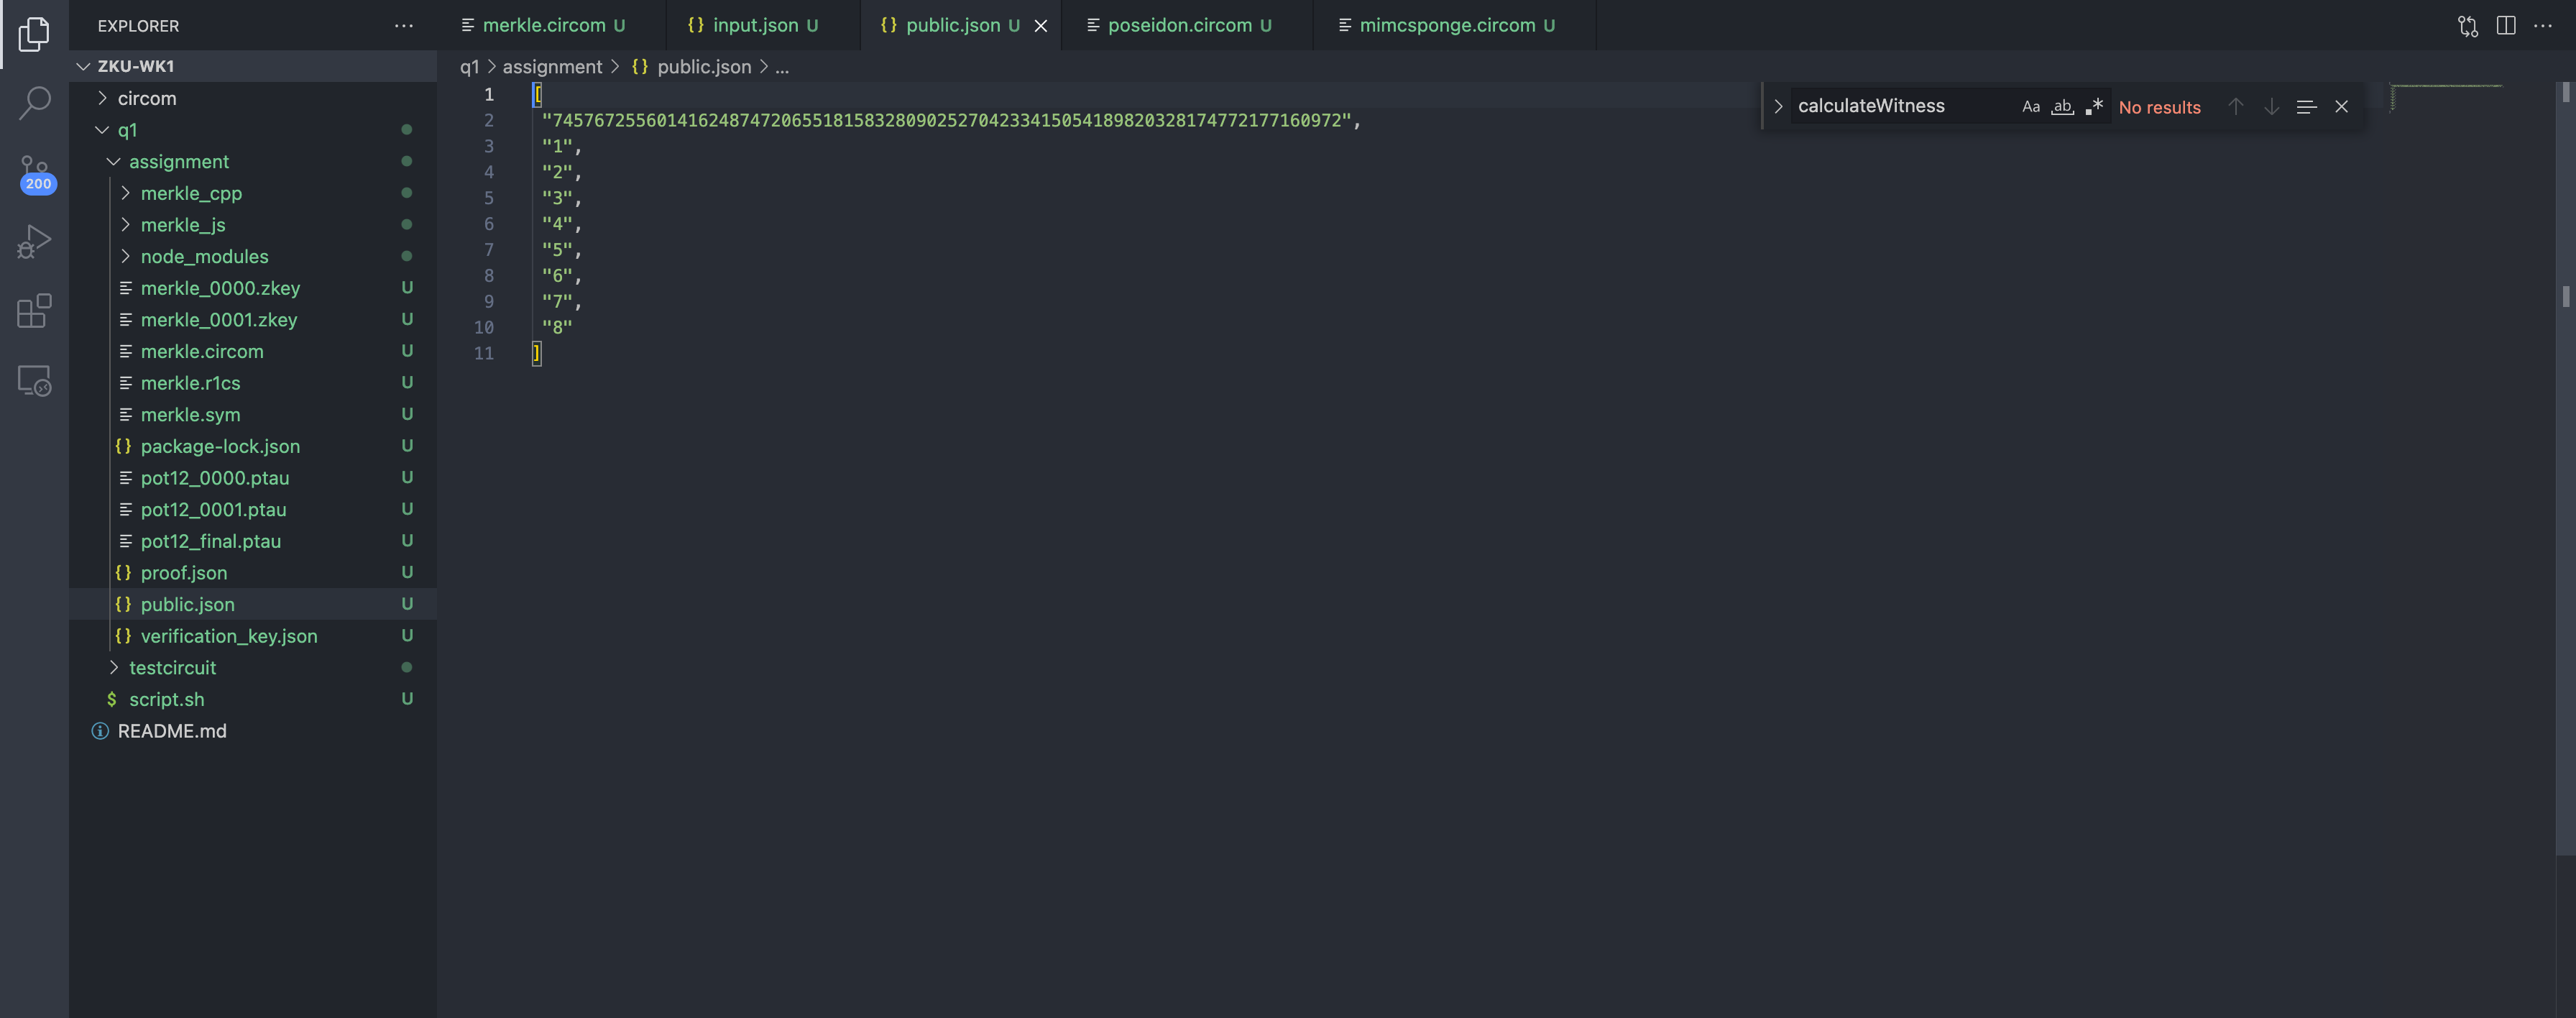 EXPLORER ...
merkle.circom U
{} input.json U
{} public.json U
poseidon.circom U
mimcsponge.circom U
...
ZKU-WK1
q1 > assignment > {} public.json > ...
calculateWitness Aa ab .* No results
circom
q1
assignment
merkle_cpp
merkle_js
node_modules
merkle_0000.zkey U
merkle_0001.zkey U
merkle.circom U
merkle.r1cs U
merkle.sym U
{} package-lock.json U
pot12_0000.ptau U
pot12_0001.ptau U
pot12_final.ptau U
{} proof.json U
{} public.json U
{} verification_key.json U
testcircuit
$ script.sh U
README.md
200
1 [
2 "7457672556014162487472065518158328090252704233415054189820328174772177160972",
3 "1",
4 "2",
5 "3",
6 "4",
7 "5",
8 "6",
9 "7",
10 "8"
11 ]